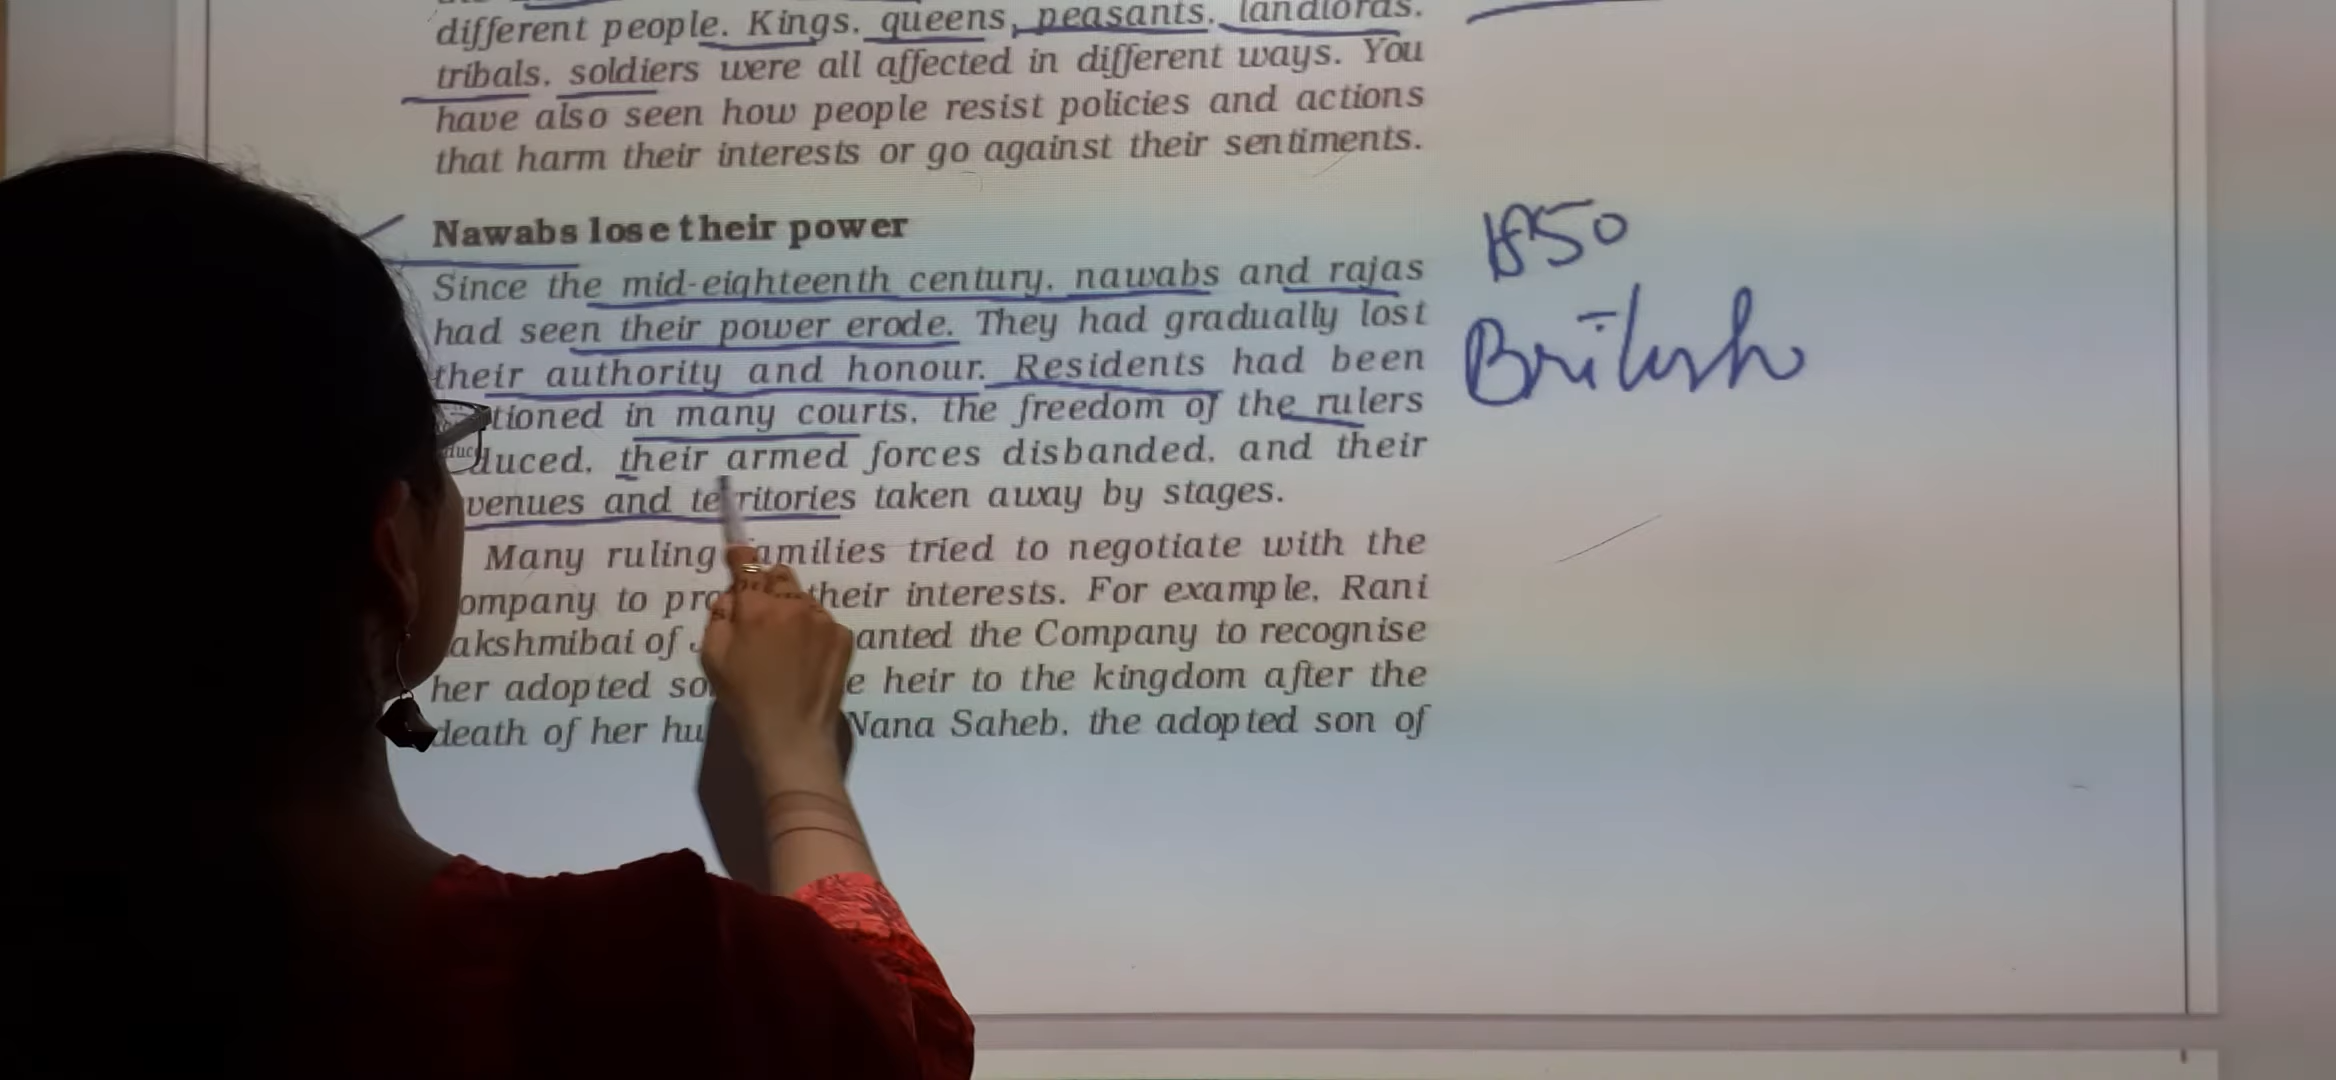 different people. Kings, queens, peasants, landlords,
tribals, soldiers were all affected in different ways. You
have also seen how people resist policies and actions
that harm their interests or go against their sentiments.
Nawabs lose their power
Since the mid-eighteenth century, nawabs and rajas
had seen their power erode. They had gradually lost
their authority and honour. Residents had been
tioned in many courts, the freedom of the rulers
duced, their armed forces disbanded, and their
venues and territories taken away by stages.
Many ruling amilies tried to negotiate with the
ompany to pro their interests. For example, Rani
akshmibai of J anted the Company to recognise
her adopted so e heir to the kingdom after the
death of her hu Nana Saheb, the adopted son of
1850
British